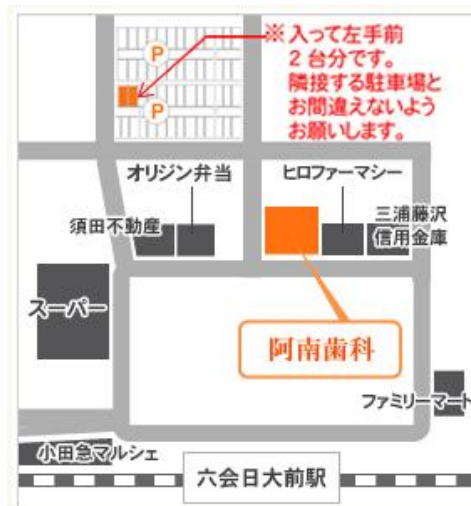 ※ 入って左手前
2 台分です。
隣接する駐車場と
お間違えないよう
お願いします。
P
P
オリジン弁当
ヒロファーマシー
須田不動産
三浦藤沢
信用金庫
スーパー
阿南歯科
ファミリーマート
小田急マルシェ
六会日大前駅